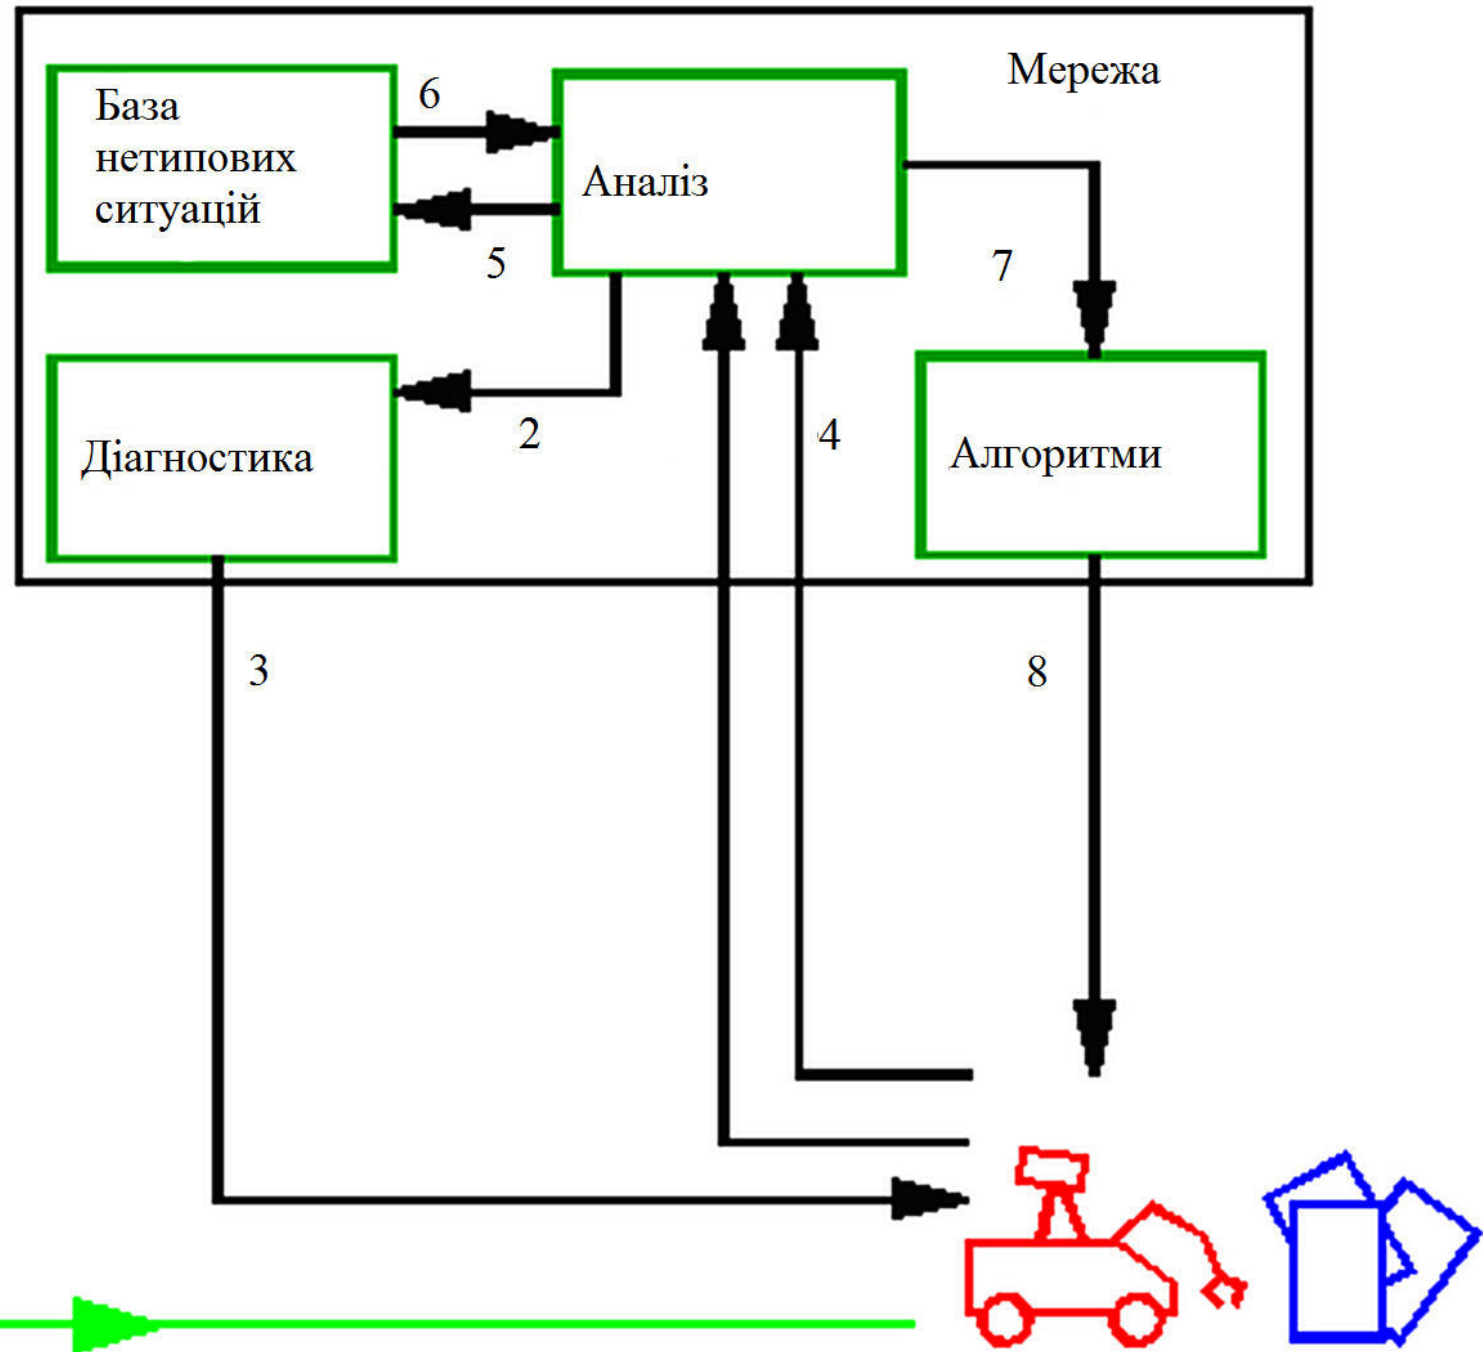 Мережа
База
нетипових
ситуацій
6
Аналіз
5
7
Діагностика
2
4
Алгоритми
3
8